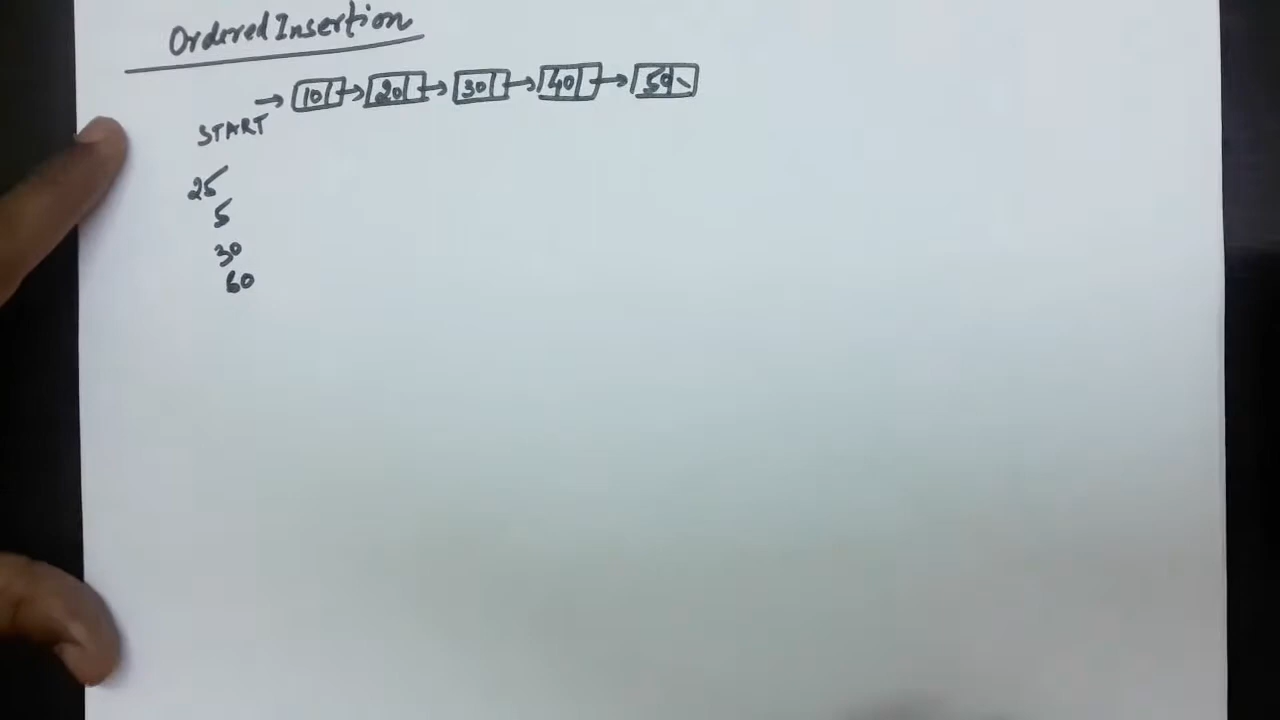 Ordered Insertion
→ 10 → 20 → 30 → 40 → 50
START
25
5
30
60